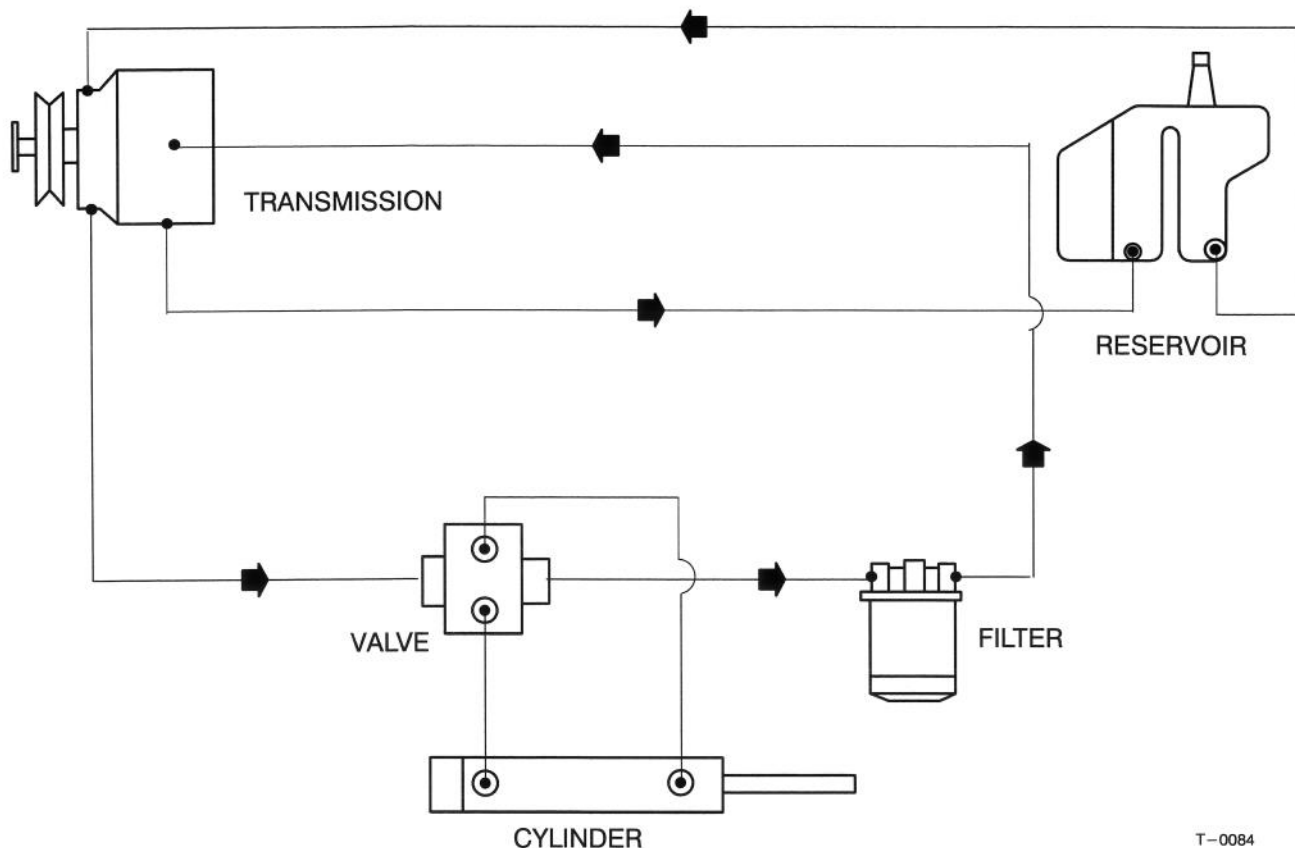 TRANSMISSION
RESERVOIR
VALVE
FILTER
CYLINDER
T-0084